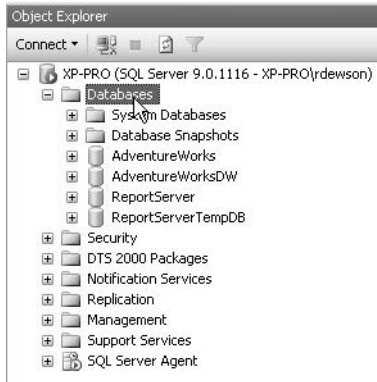 Object Explorer
Connect
XP-PRO (SQL Server 9.0.1116 - XP-PRO\rdewson)
Databases
System Databases
Database Snapshots
AdventureWorks
AdventureWorksDW
ReportServer
ReportServerTempDB
Security
DTS 2000 Packages
Notification Services
Replication
Management
Support Services
SQL Server Agent